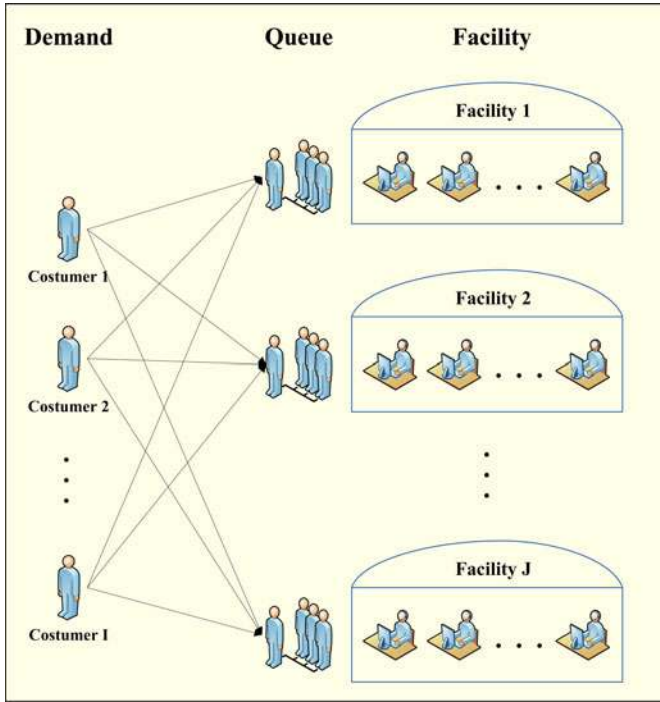 Demand Queue Facility
Facility 1
Costumer 1
Facility 2
Costumer 2
Facility J
Costumer I